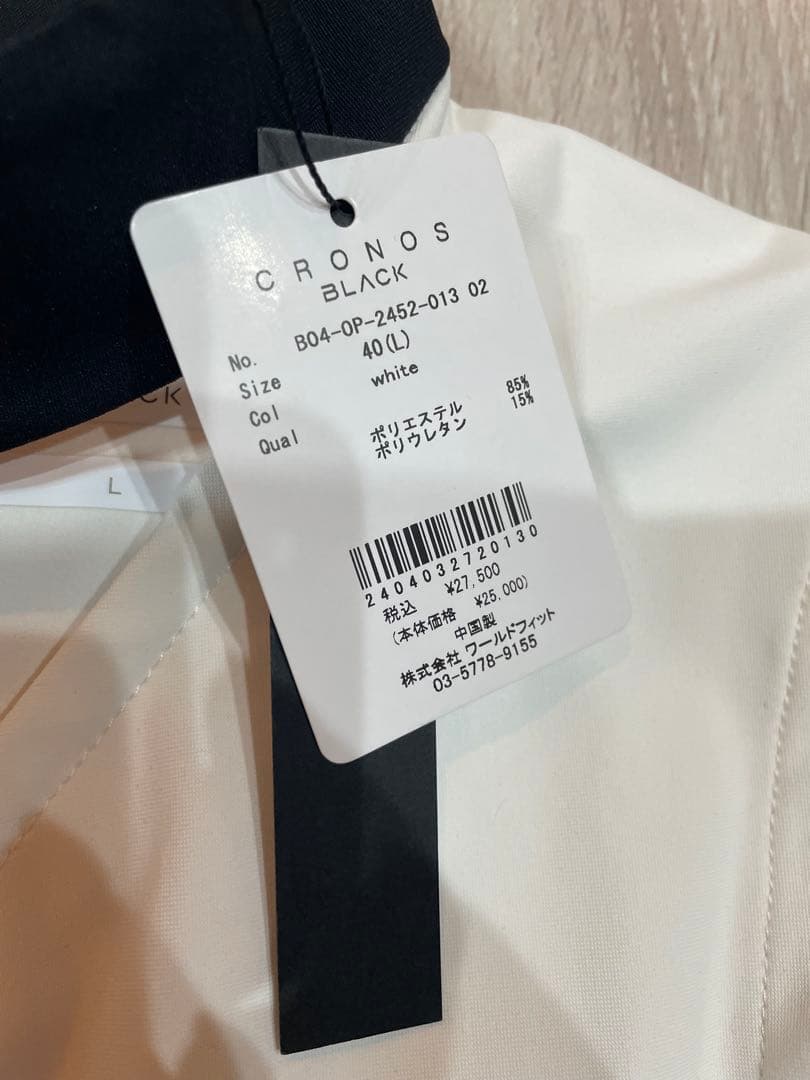 CRONOS
BLACK
No. B04-OP-2452-013 02
Size 40(L)
Col white
Qual ポリエステル 85%
ポリウレタン 15%
2404032720130
税込 ¥27,500
(本体価格 ¥25,000)
中国製
株式会社 ワールドフィット
03-5778-9155
CK
L